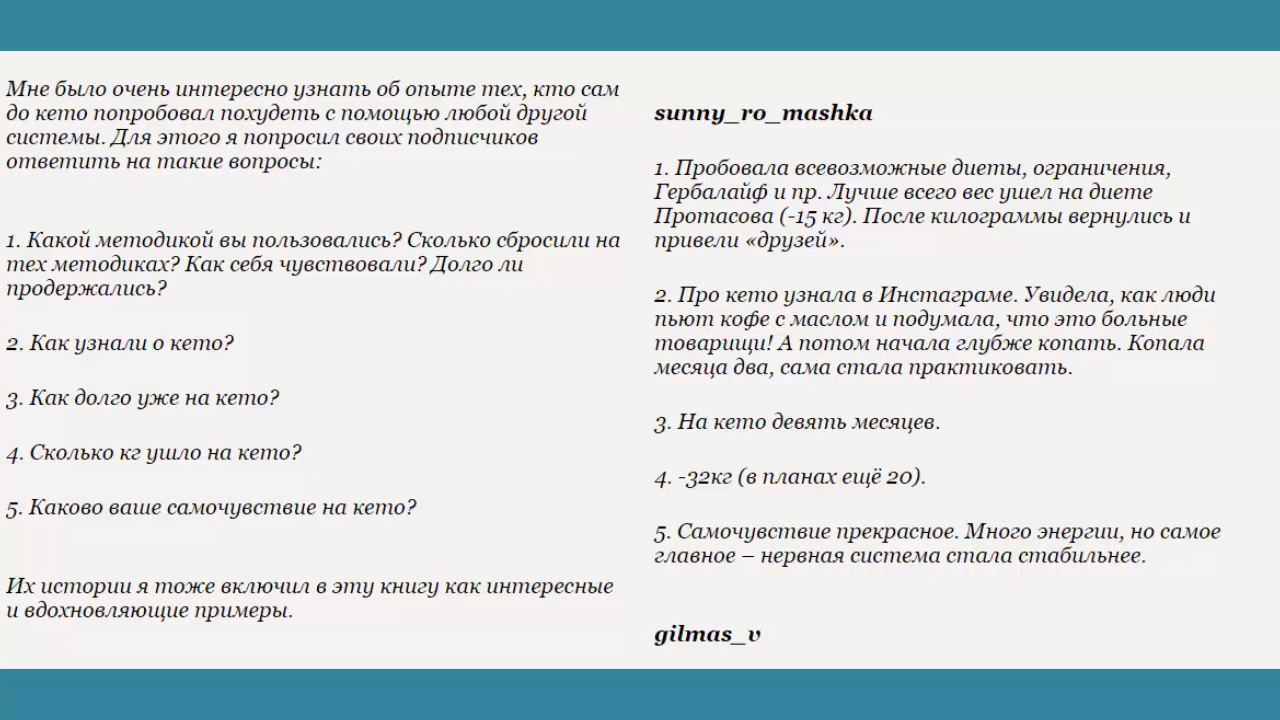 Мне было очень интересно узнать об опыте тех, кто сам
до кето попробовал похудеть с помощью любой другой
системы. Для этого я попросил своих подписчиков
ответить на такие вопросы:
1. Какой методикой вы пользовались? Сколько сбросили на
тех методиках? Как себя чувствовали? Долго ли
продержались?
2. Как узнали о кето?
3. Как долго уже на кето?
4. Сколько кг ушло на кето?
5. Каково ваше самочувствие на кето?
Их истории я тоже включил в эту книгу как интересные
и вдохновляющие примеры.
sunny_ro_mashka
1. Пробовала всевозможные диеты, ограничения,
Гербалайф и пр. Лучше всего вес ушел на диете
Протасова (-15 кг). После килограммы вернулись и
привели «друзей».
2. Про кето узнала в Инстаграме. Увидела, как люди
пьют кофе с маслом и подумала, что это больные
товарищи! А потом начала глубже копать. Копала
месяца два, сама стала практиковать.
3. На кето девять месяцев.
4. -32кг (в планах ещё 20).
5. Самочувствие прекрасное. Много энергии, но самое
главное – нервная система стала стабильнее.
gilmas_v